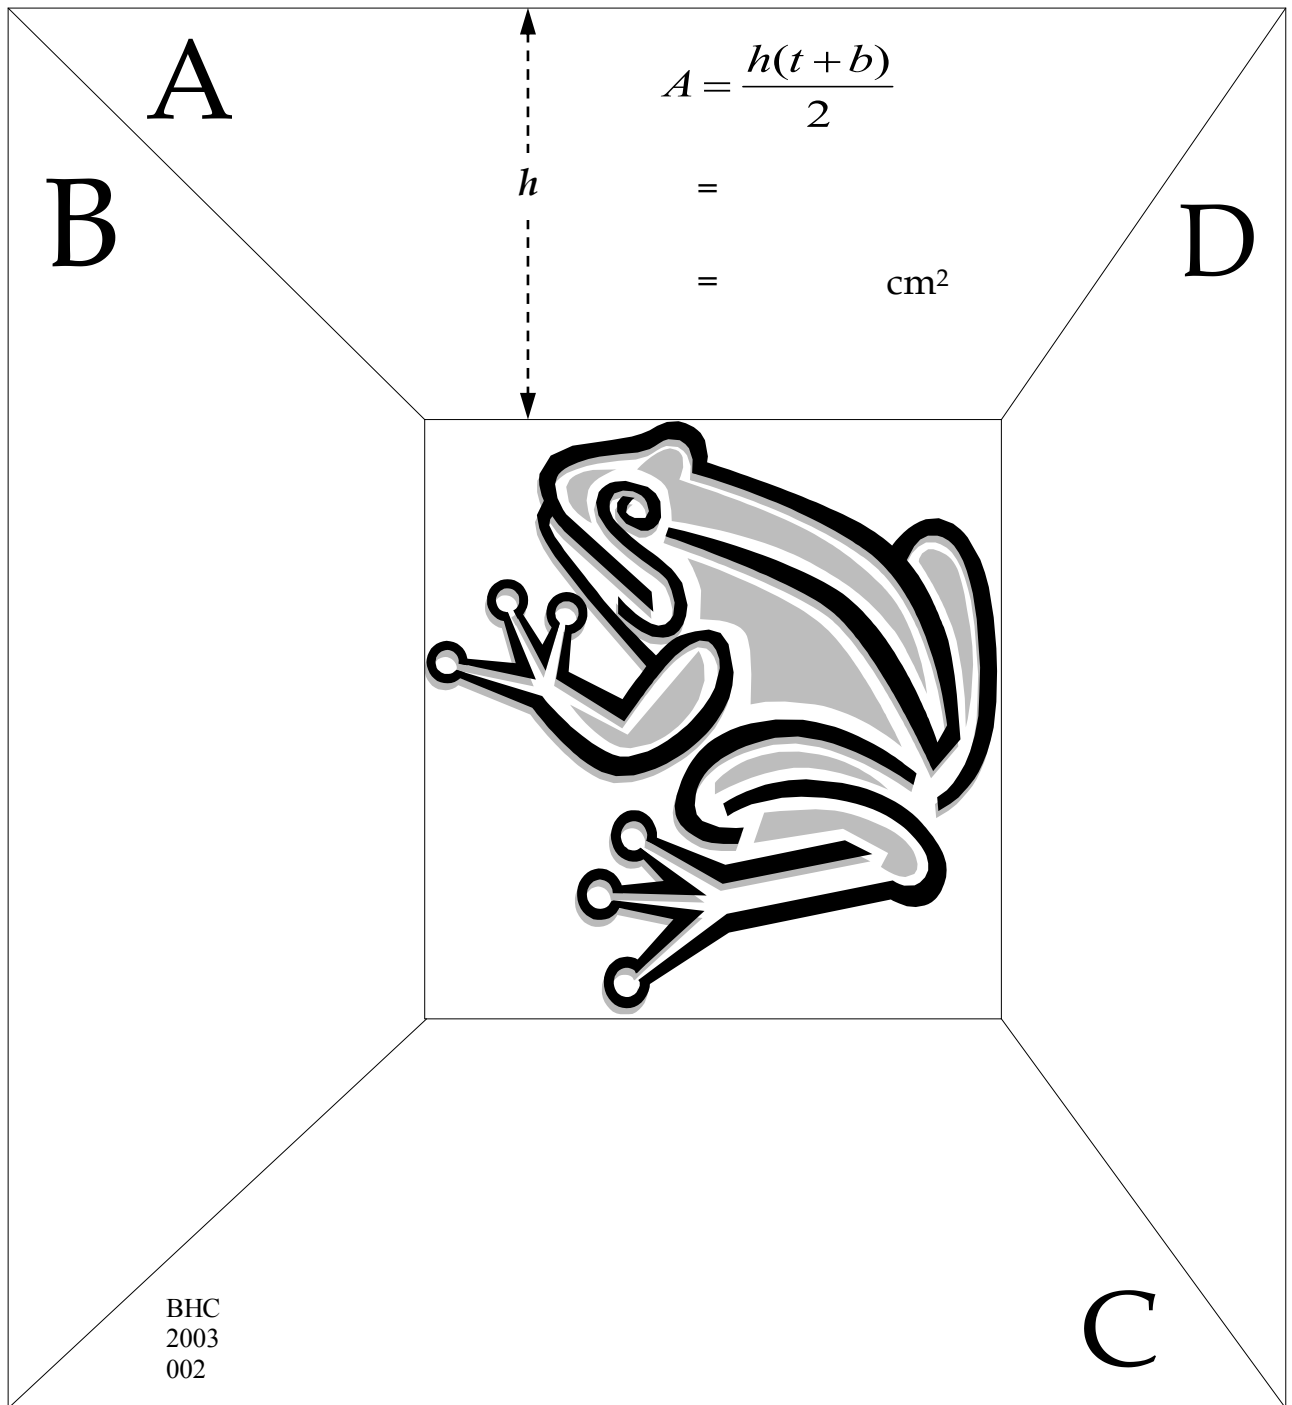 A
A = h(t + b) / 2
h
=
= cm²
B
D
BHC
2003
002
C